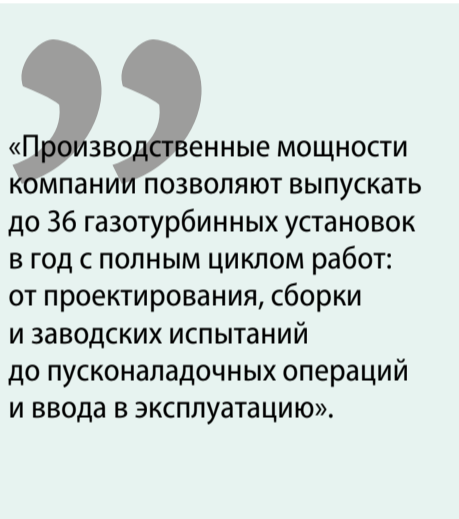 «Производственные мощности
компании позволяют выпускать
до 36 газотурбинных установок
в год с полным циклом работ:
от проектирования, сборки
и заводских испытаний
до пусконаладочных операций
и ввода в эксплуатацию».